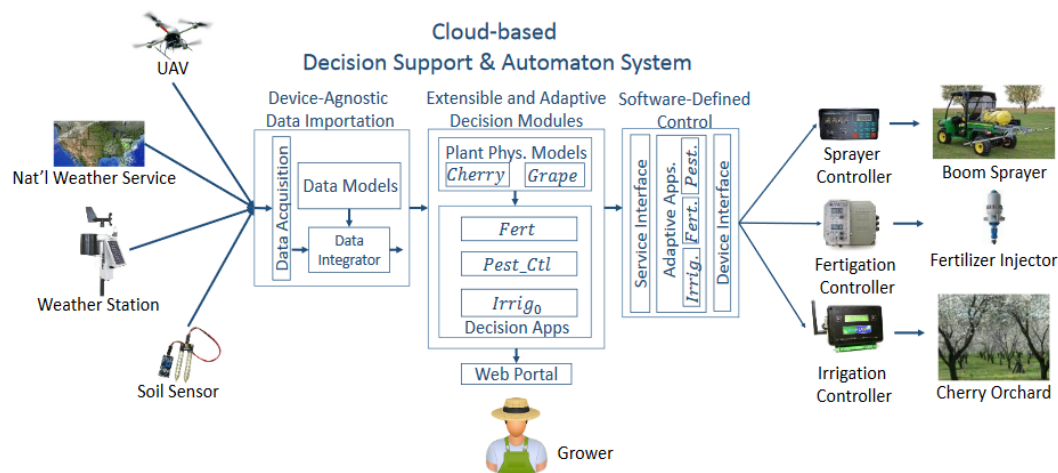 Cloud-based
Decision Support & Automaton System
UAV
Nat'l Weather Service
Weather Station
Soil Sensor
Device-Agnostic
Data Importation
Data Acquisition
Data Models
Data
Integrator
Extensible and Adaptive
Decision Modules
Plant Phys. Models
Cherry Grape
Fert
Pest_Ctl
Irrig₀
Decision Apps
Web Portal
Grower
Software-Defined
Control
Service Interface
Adaptive Apps.
Irrig. Fert. Pest.
Device Interface
Sprayer
Controller
Boom Sprayer
Fertigation
Controller
Fertilizer Injector
Irrigation
Controller
Cherry Orchard